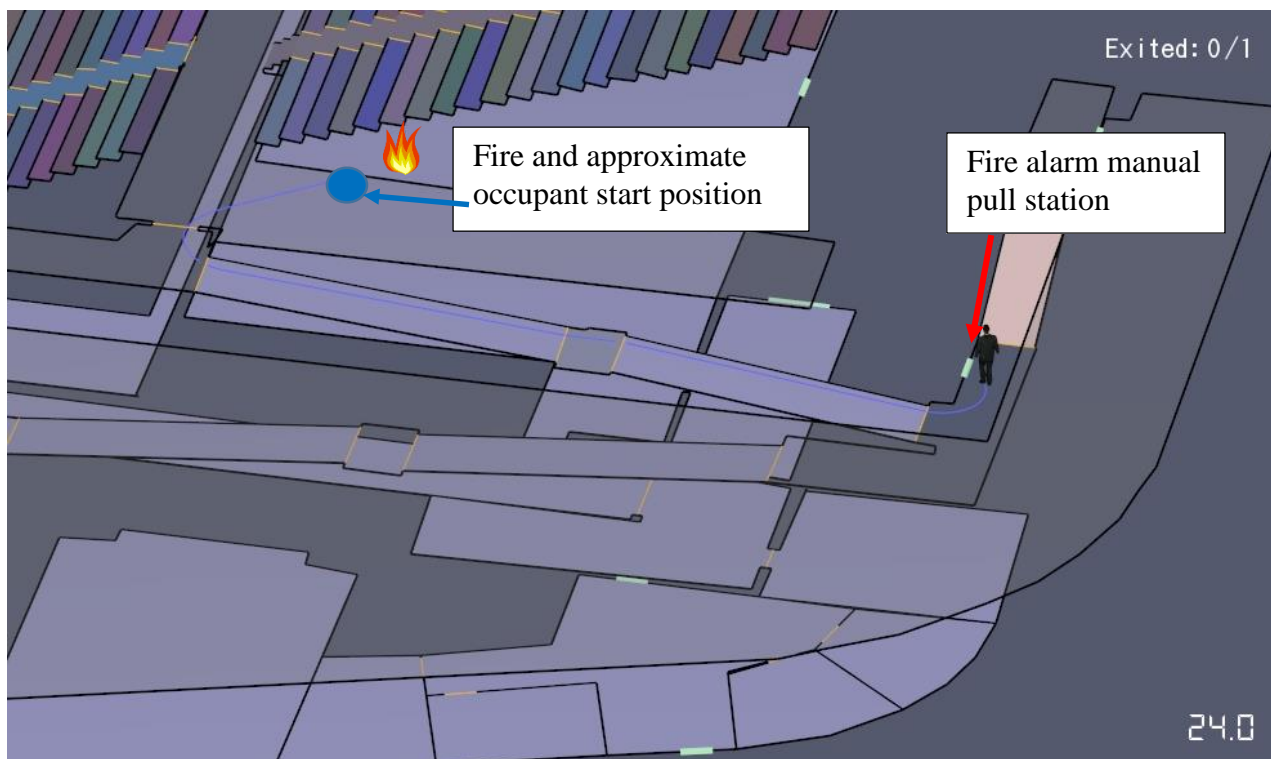 Exited: 0/1
Fire and approximate
occupant start position
Fire alarm manual
pull station
24.0